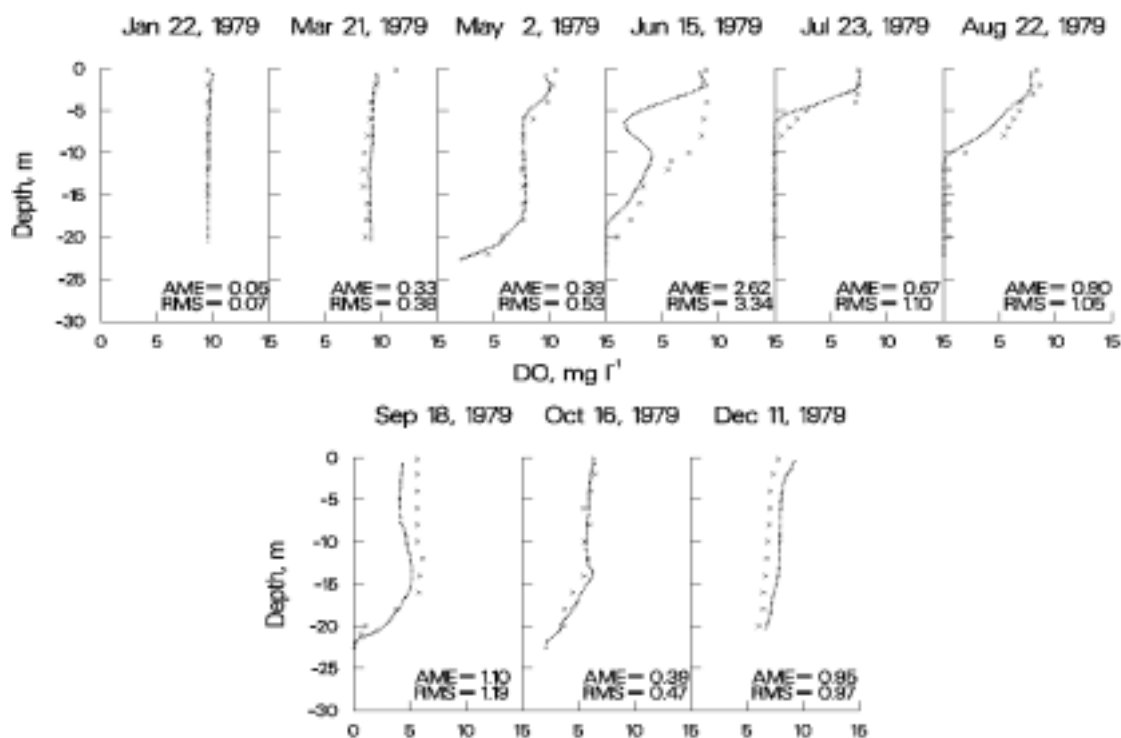 Jan 22, 1979 Mar 21, 1979 May 2, 1979 Jun 15, 1979 Jul 23, 1979 Aug 22, 1979
0
-5
-10
-15
-20
-25
-30
Depth, m
AME = 0.06 AME = 0.33 AME = 0.39 AME = 2.62 AME = 0.67 AME = 0.90
RMS = 0.07 RMS = 0.38 RMS = 0.53 RMS = 3.34 RMS = 1.10 RMS = 1.05
0 5 10 15 5 10 15 5 10 15 5 10 15 5 10 15 5 10 15
DO, mg l⁻¹
Sep 18, 1979 Oct 16, 1979 Dec 11, 1979
0
-5
-10
-15
-20
-25
-30
Depth, m
AME = 1.10 AME = 0.39 AME = 0.95
RMS = 1.19 RMS = 0.47 RMS = 0.97
0 5 10 15 5 10 15 5 10 15